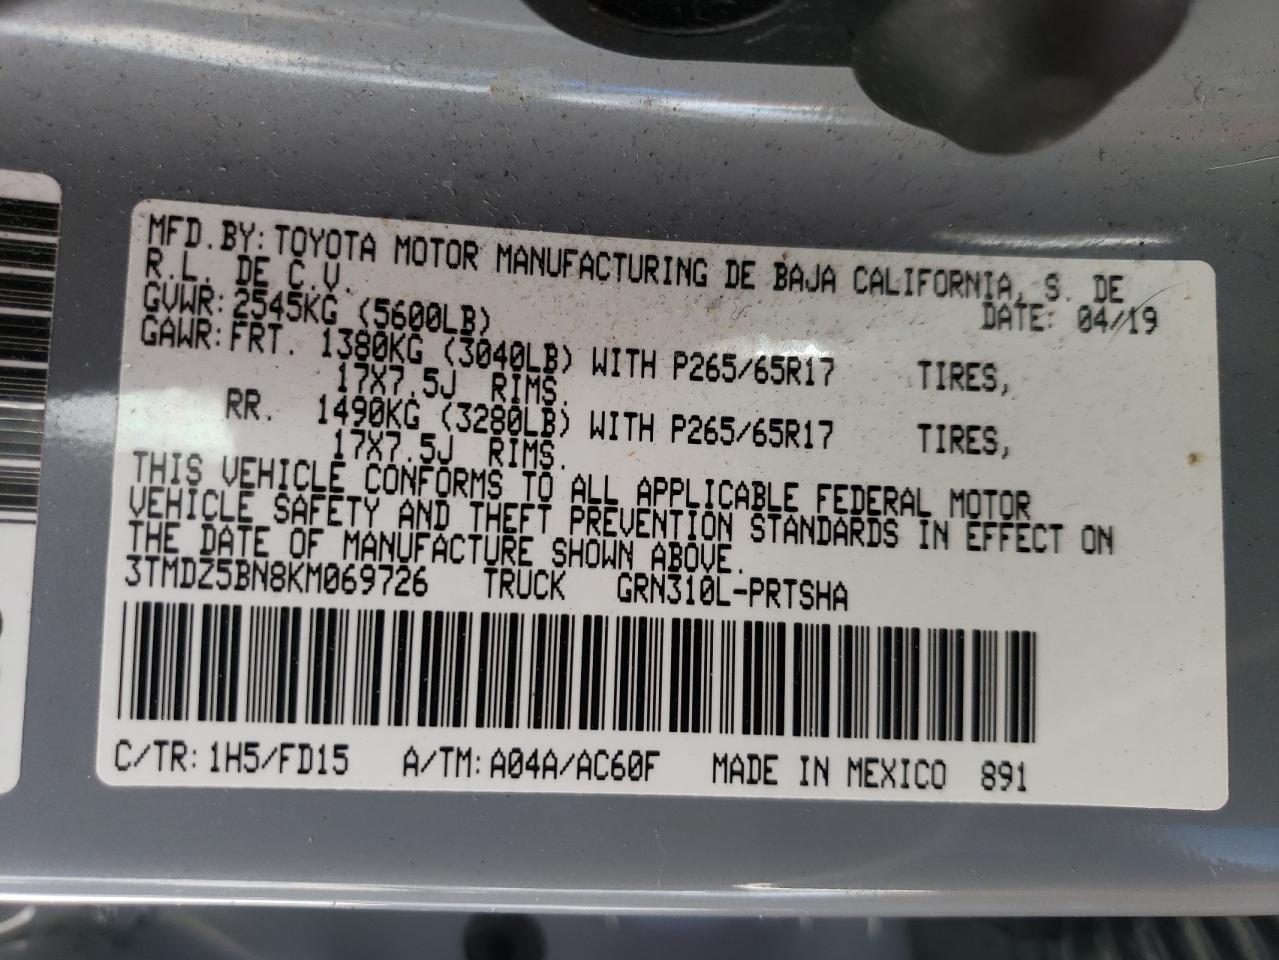 MFD.BY:TOYOTA MOTOR MANUFACTURING DE BAJA CALIFORNIA, S. DE
R.L. DE C.V.
GVWR:2545KG (5600LB) DATE: 04/19
GAWR:FRT. 1380KG (3040LB) WITH P265/65R17 TIRES,
17X7.5J RIMS.
RR. 1490KG (3280LB) WITH P265/65R17 TIRES,
17X7.5J RIMS.
THIS VEHICLE CONFORMS TO ALL APPLICABLE FEDERAL MOTOR
VEHICLE SAFETY AND THEFT PREVENTION STANDARDS IN EFFECT ON
THE DATE OF MANUFACTURE SHOWN ABOVE.
3TMDZ5BN8KM069726 TRUCK GRN310L-PRTSHA
C/TR:1H5/FD15 A/TM:A04A/AC60F MADE IN MEXICO 891